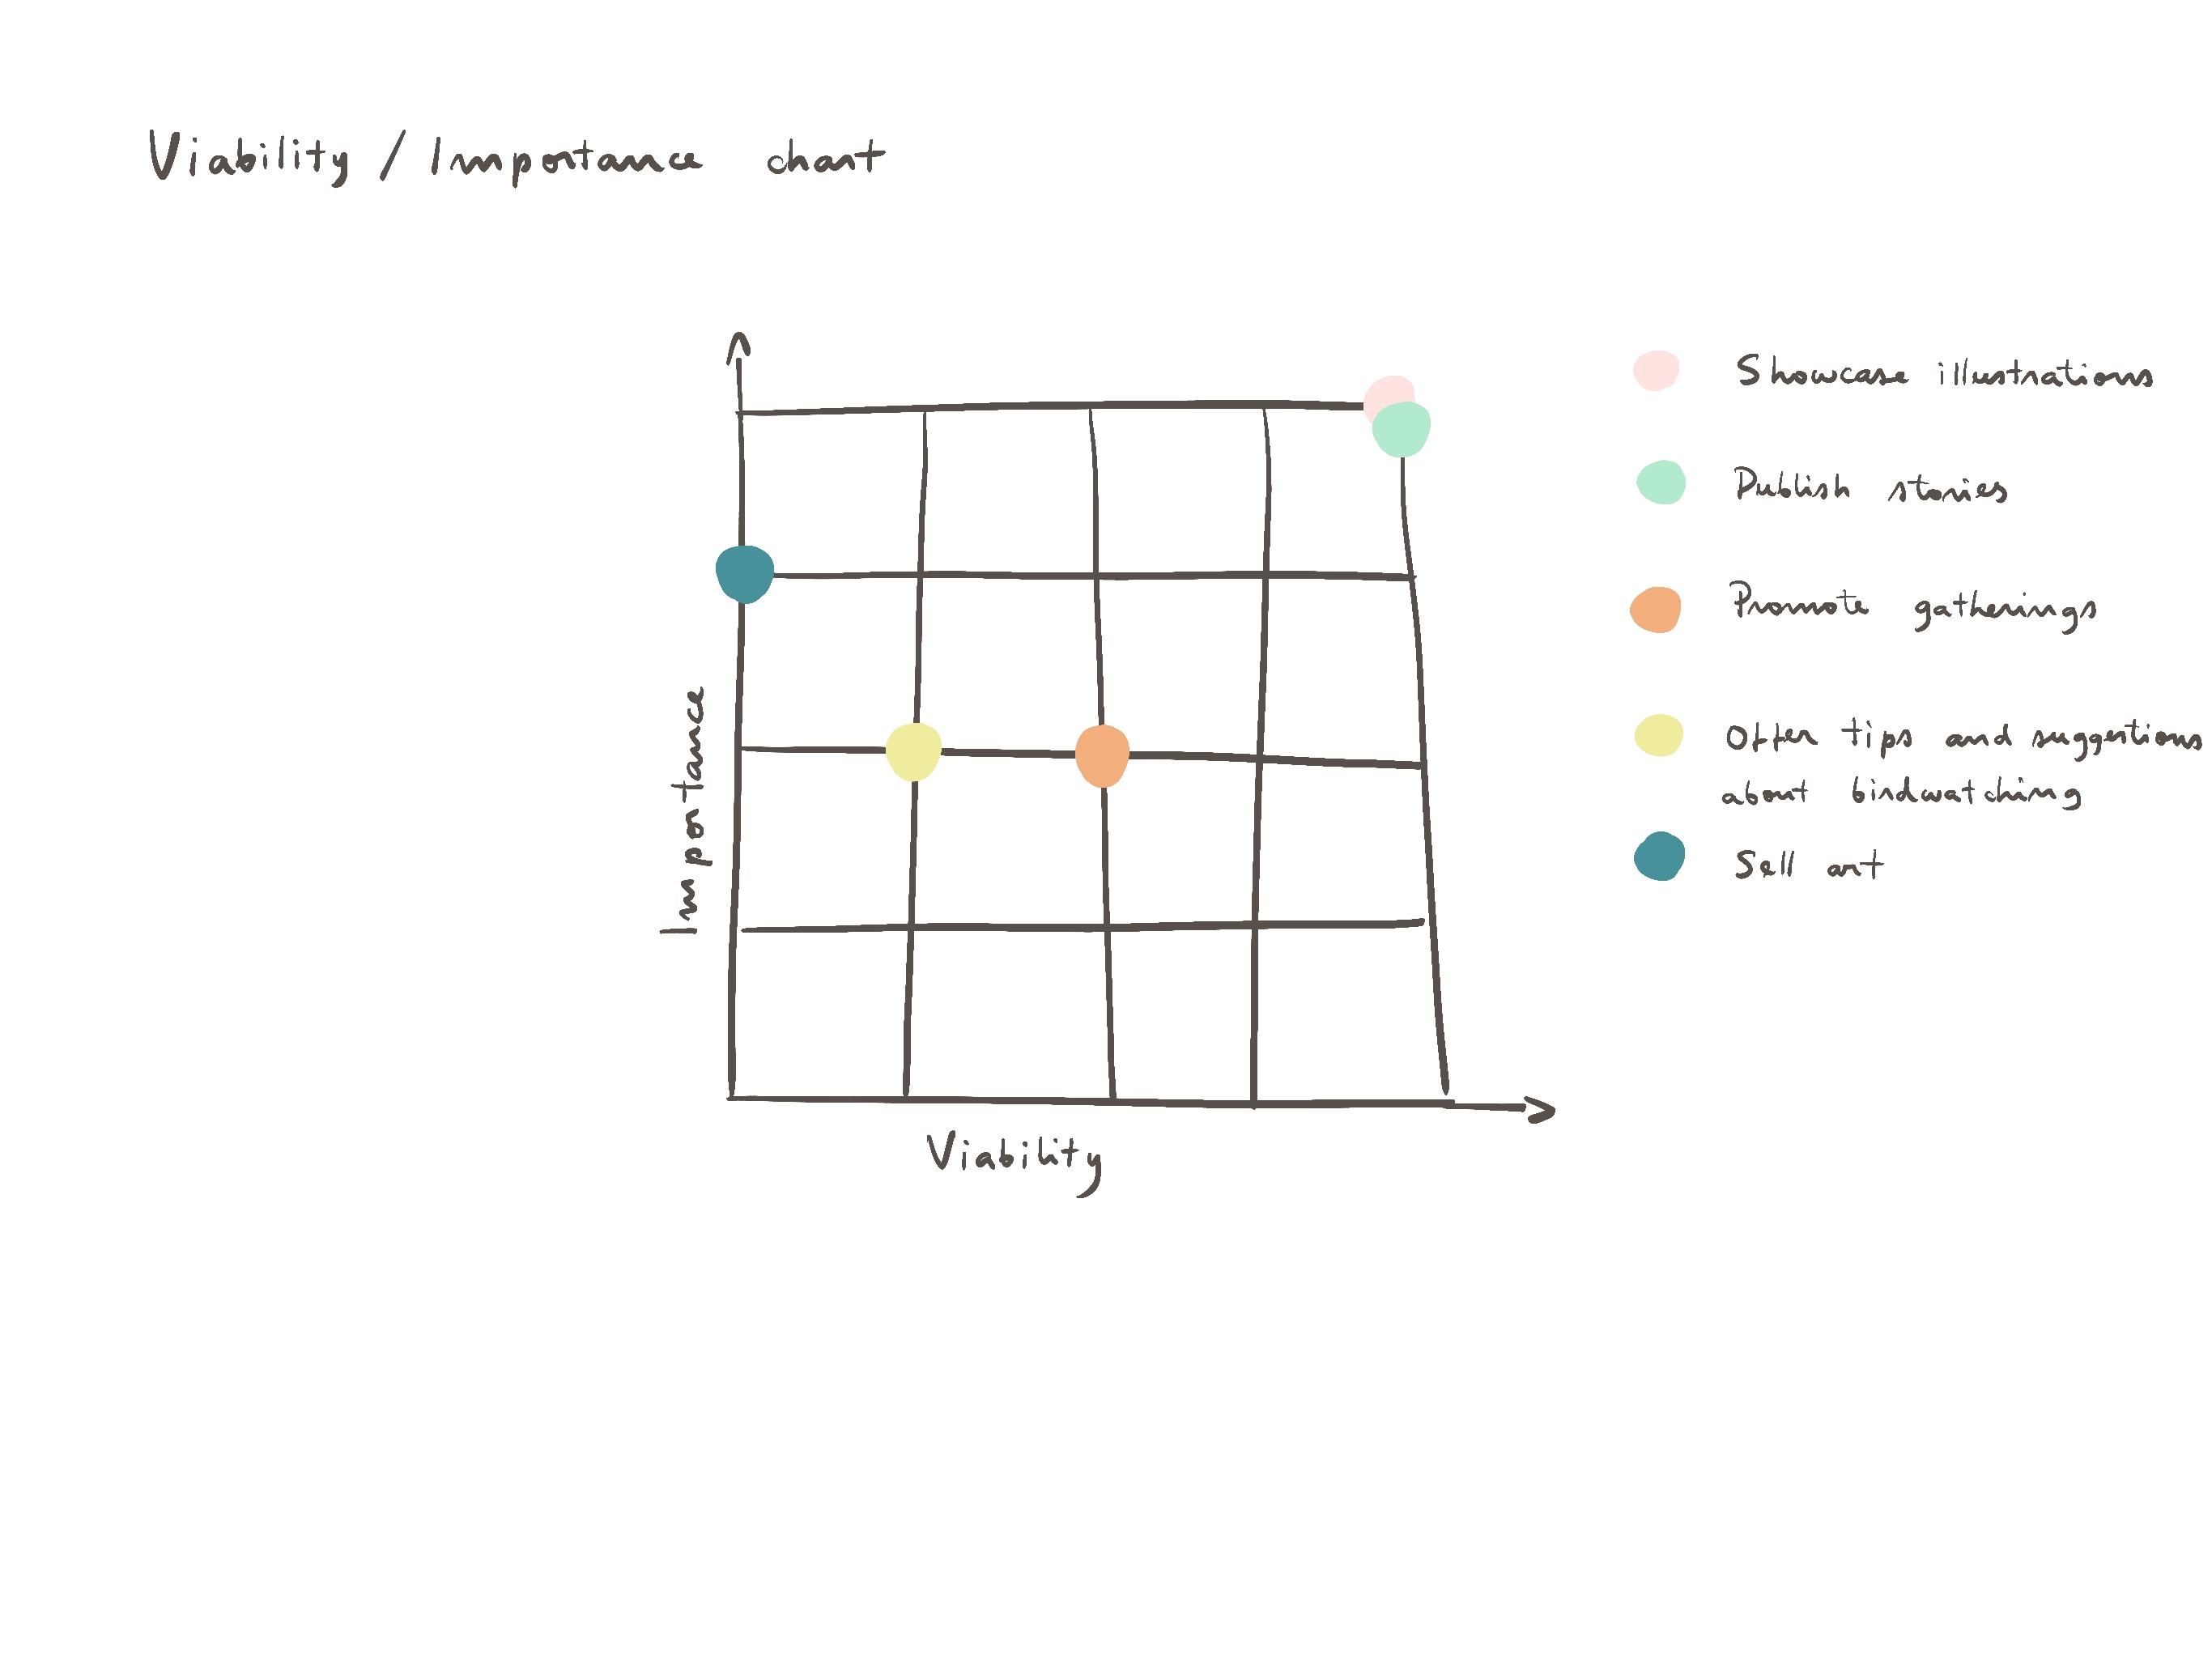 Viability / Importance chart
Showcase illustrations
Publish stories
Promote gatherings
Offer tips and suggestions
about birdwatching
Sell art
Importance
Viability